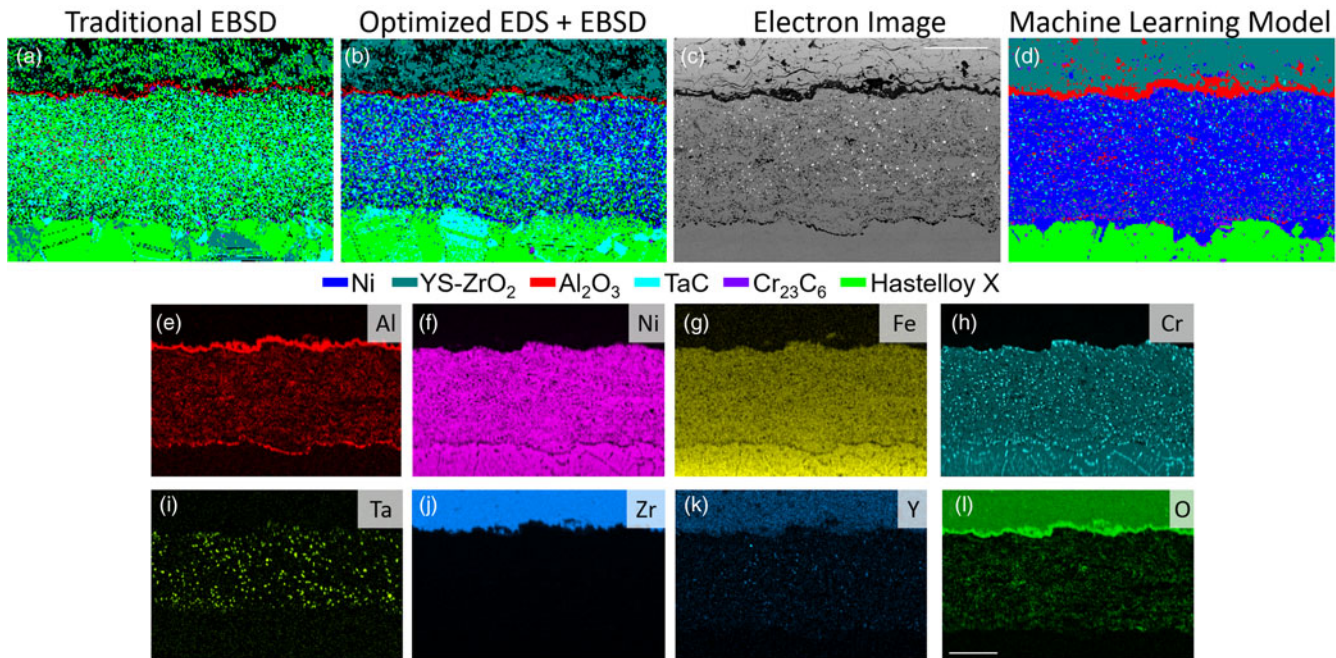 Traditional EBSD
Optimized EDS + EBSD
Electron Image
Machine Learning Model
(a)
(b)
(c)
(d)
Ni
YS-ZrO₂
Al₂O₃
TaC
Cr₂₃C₆
Hastelloy X
(e)
Al
(f)
Ni
(g)
Fe
(h)
Cr
(i)
Ta
(j)
Zr
(k)
Y
(l)
O